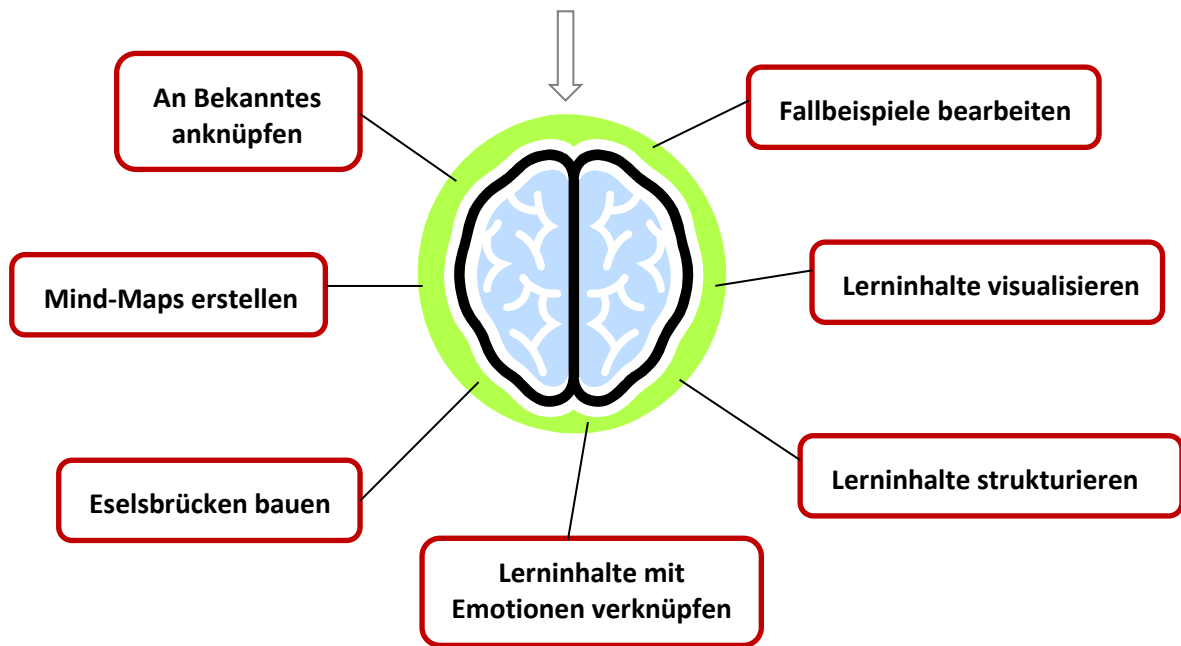 An Bekanntes
anknüpfen
Fallbeispiele bearbeiten
Mind-Maps erstellen
Lerninhalte visualisieren
Eselsbrücken bauen
Lerninhalte strukturieren
Lerninhalte mit
Emotionen verknüpfen